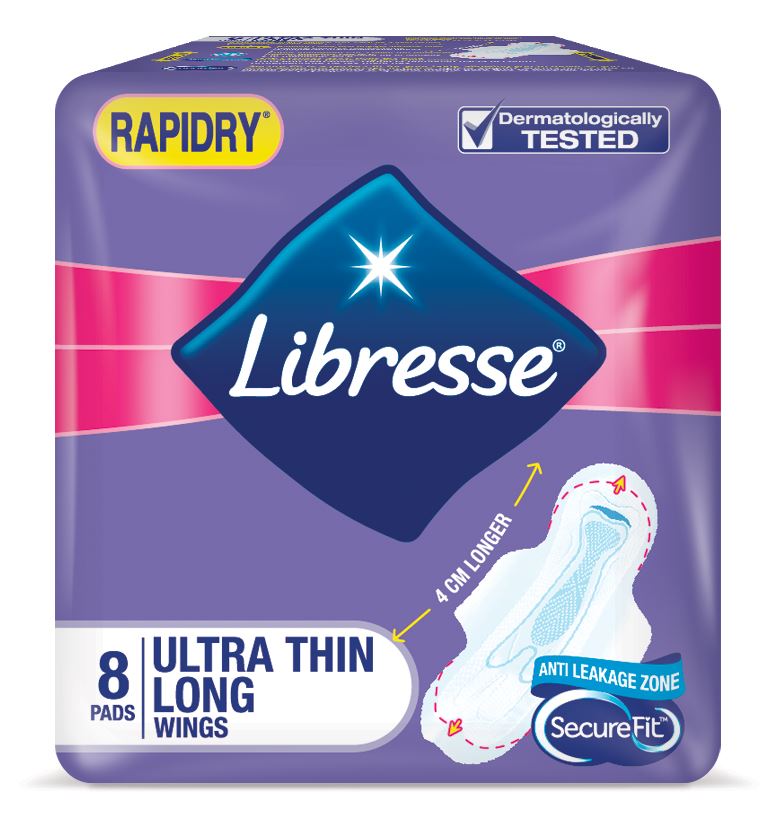 RAPIDRY®
Dermatologically
TESTED
Libresse®
4 CM LONGER
8
PADS
ULTRA THIN
LONG
WINGS
ANTI LEAKAGE ZONE
SecureFit™